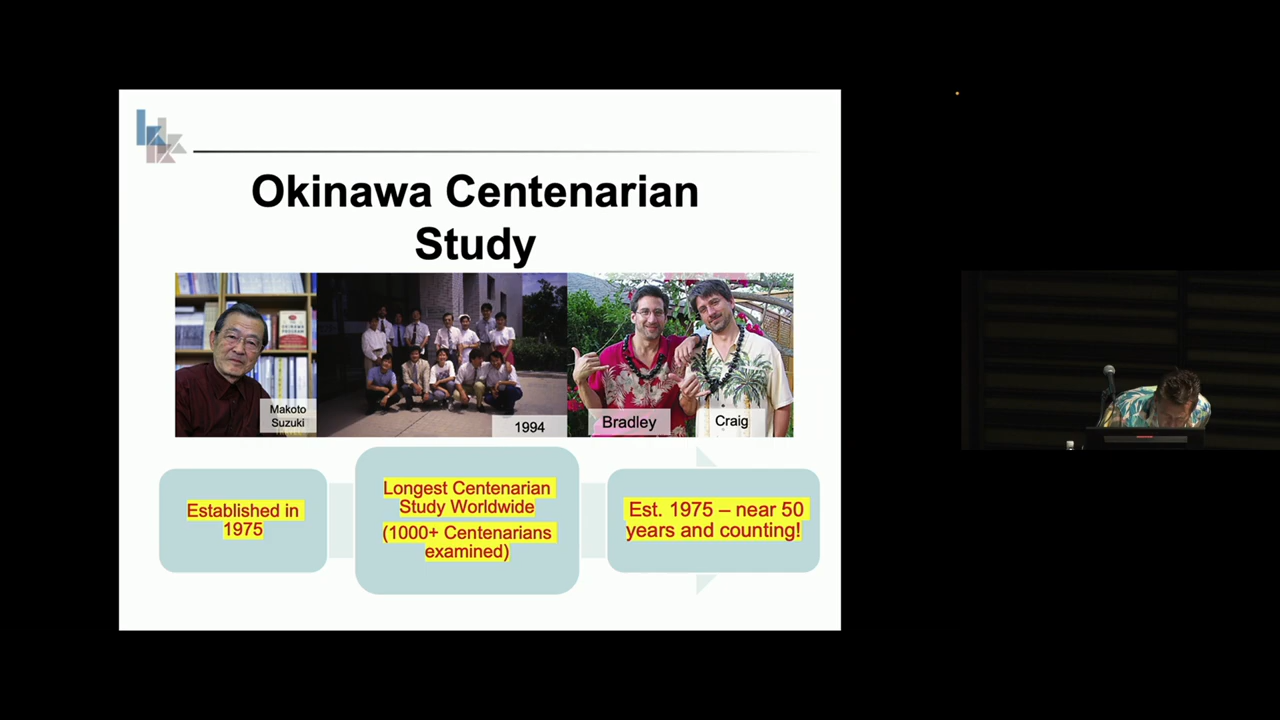 Okinawa Centenarian
Study
Makoto
Suzuki
1994
Bradley
Craig
Established in
1975
Longest Centenarian
Study Worldwide
(1000+ Centenarians
examined)
Est. 1975 – near 50
years and counting!